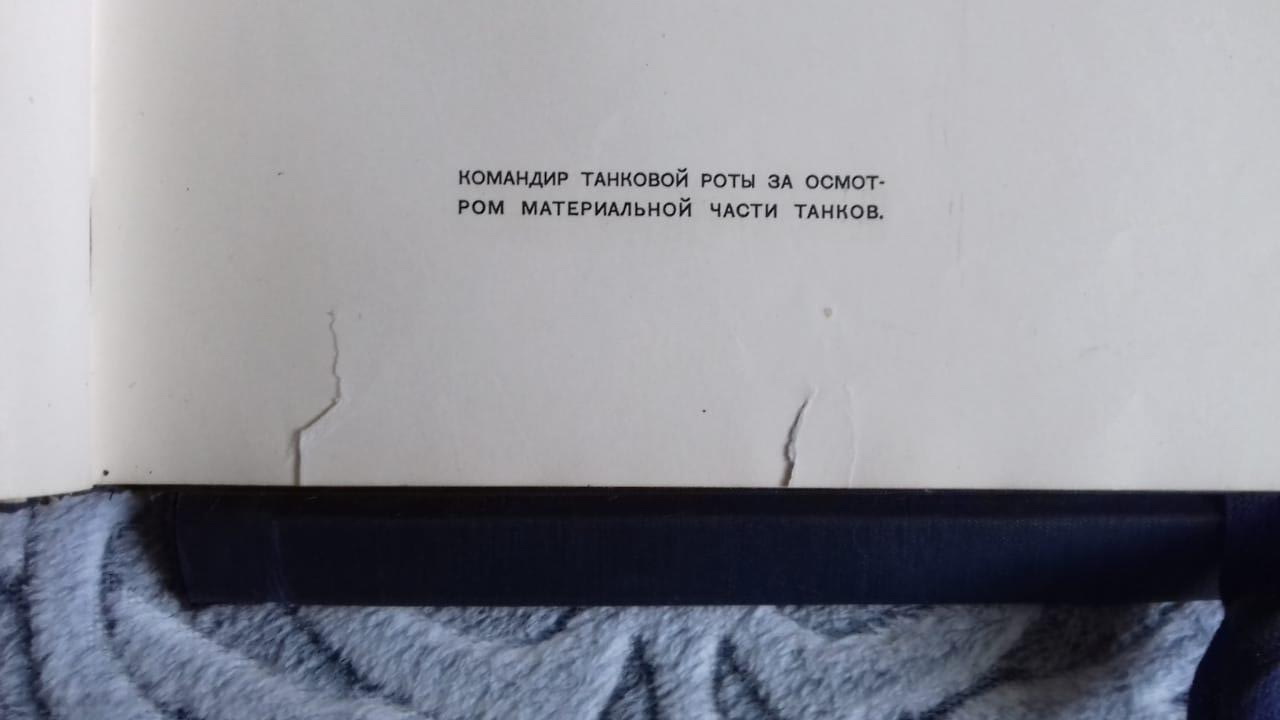 КОМАНДИР ТАНКОВОЙ РОТЫ ЗА ОСМОТ-
РОМ МАТЕРИАЛЬНОЙ ЧАСТИ ТАНКОВ.